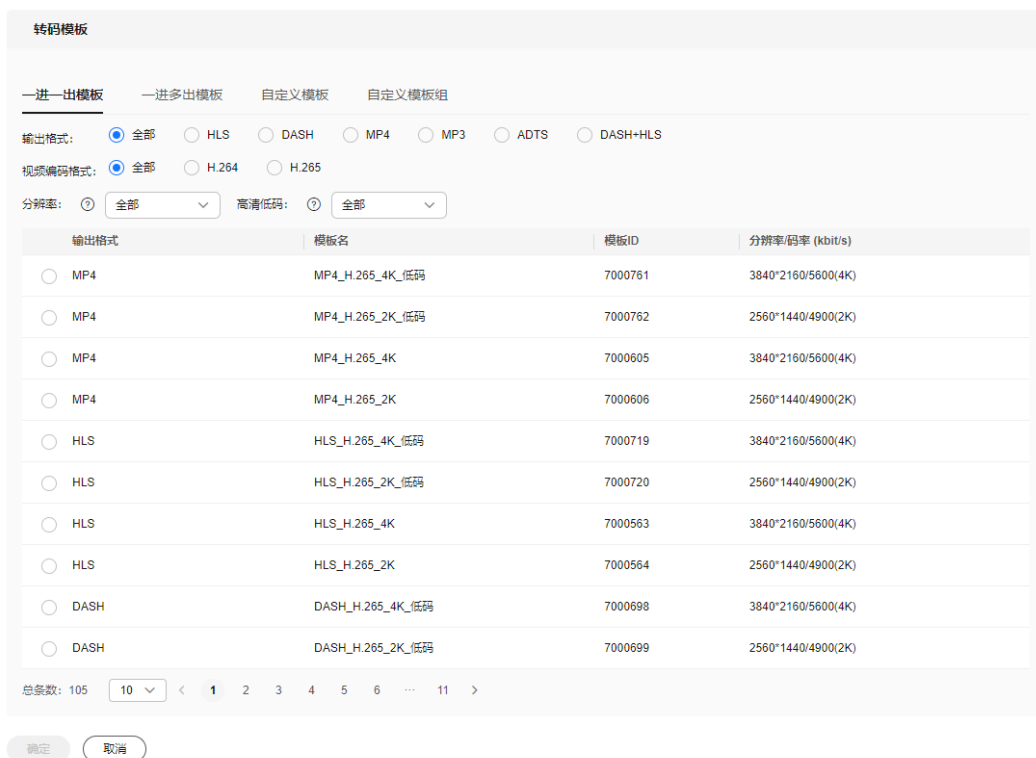 转码模板
一进一出模板 一进多出模板 自定义模板 自定义模板组
输出格式: 全部 HLS DASH MP4 MP3 ADTS DASH+HLS
视频编码格式: 全部 H.264 H.265
分辨率: ? 全部 高清低码: ? 全部
输出格式 模板名 模板ID 分辨率/码率 (kbit/s)
MP4 MP4_H.265_4K_低码 7000761 3840*2160/5600(4K)
MP4 MP4_H.265_2K_低码 7000762 2560*1440/4900(2K)
MP4 MP4_H.265_4K 7000605 3840*2160/5600(4K)
MP4 MP4_H.265_2K 7000606 2560*1440/4900(2K)
HLS HLS_H.265_4K_低码 7000719 3840*2160/5600(4K)
HLS HLS_H.265_2K_低码 7000720 2560*1440/4900(2K)
HLS HLS_H.265_4K 7000563 3840*2160/5600(4K)
HLS HLS_H.265_2K 7000564 2560*1440/4900(2K)
DASH DASH_H.265_4K_低码 7000698 3840*2160/5600(4K)
DASH DASH_H.265_2K_低码 7000699 2560*1440/4900(2K)
总条数: 105 10 < 1 2 3 4 5 6 ··· 11 >
确定 取消